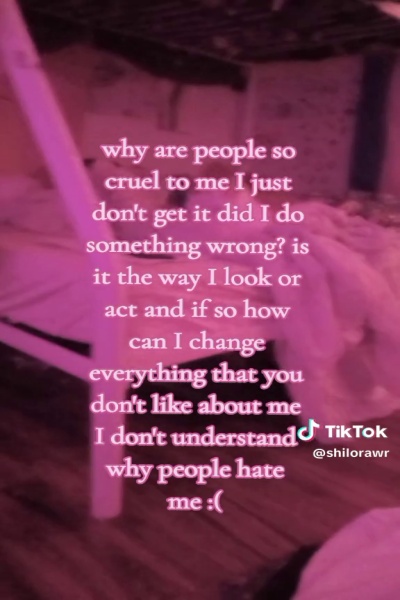 why are people so
cruel to me I just
don't get it did I do
something wrong? is
it the way I look or
act and if so how
can I change
everything that you
don't like about me
I don't understand
why people hate
me :(
TikTok
@shilorawr